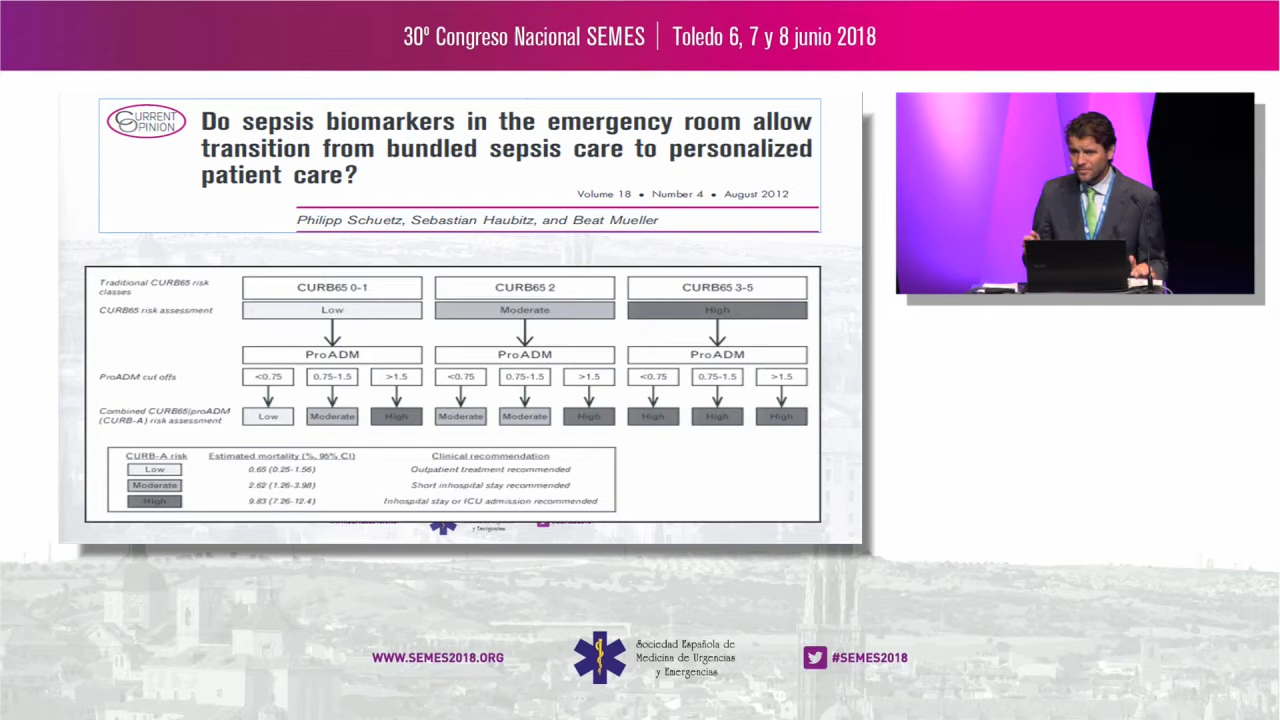 30º Congreso Nacional SEMES | Toledo 6, 7 y 8 junio 2018
CURRENT
OPINION
Do sepsis biomarkers in the emergency room allow
transition from bundled sepsis care to personalized
patient care?
Volume 18 • Number 4 • August 2012
Philipp Schuetz, Sebastian Haubitz, and Beat Mueller
Traditional CURB65 risk
classes
CURB65 0-1 CURB65 2 CURB65 3-5
CURB65 risk assessment Low Moderate High
ProADM ProADM ProADM
ProADM cut offs <0.75 0.75-1.5 >1.5 <0.75 0.75-1.5 >1.5 <0.75 0.75-1.5 >1.5
Combined CURB65/proADM
(CURB-A) risk assessment
Low Moderate High Moderate Moderate High High High High
CURB-A risk Estimated mortality (%, 95% CI) Clinical recommendation
Low 0.65 (0.25-1.56) Outpatient treatment recommended
Moderate 2.62 (1.26-3.98) Short inhospital stay recommended
High 9.83 (7.26-12.4) Inhospital stay or ICU admission recommended
y Emergencias
WWW.SEMES2018.ORG
Sociedad Española de
Medicina de Urgencias
y Emergencias
#SEMES2018